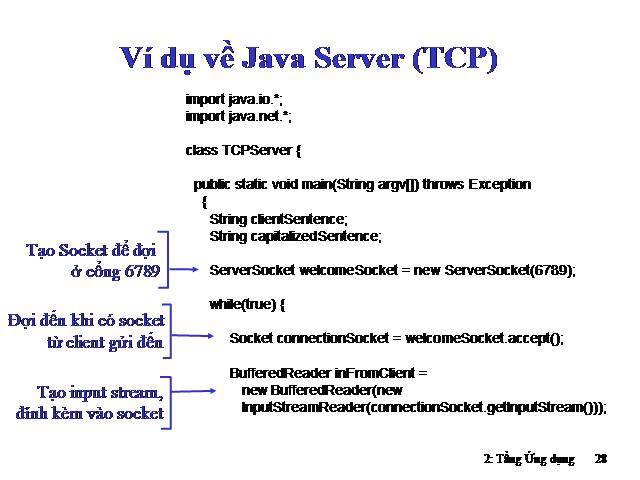 Ví dụ về Java Server (TCP)
import java.io.*;
import java.net.*;
class TCPServer {
public static void main(String argv[]) throws Exception
{
String clientSentence;
String capitalizedSentence;
Tạo Socket để đợi
ở cổng 6789
ServerSocket welcomeSocket = new ServerSocket(6789);
while(true) {
Đợi đến khi có socket
từ client gửi đến
Socket connectionSocket = welcomeSocket.accept();
Tạo input stream,
đính kèm vào socket
BufferedReader inFromClient =
new BufferedReader(new
InputStreamReader(connectionSocket.getInputStream()));
2: Tầng Ứng dụng 28